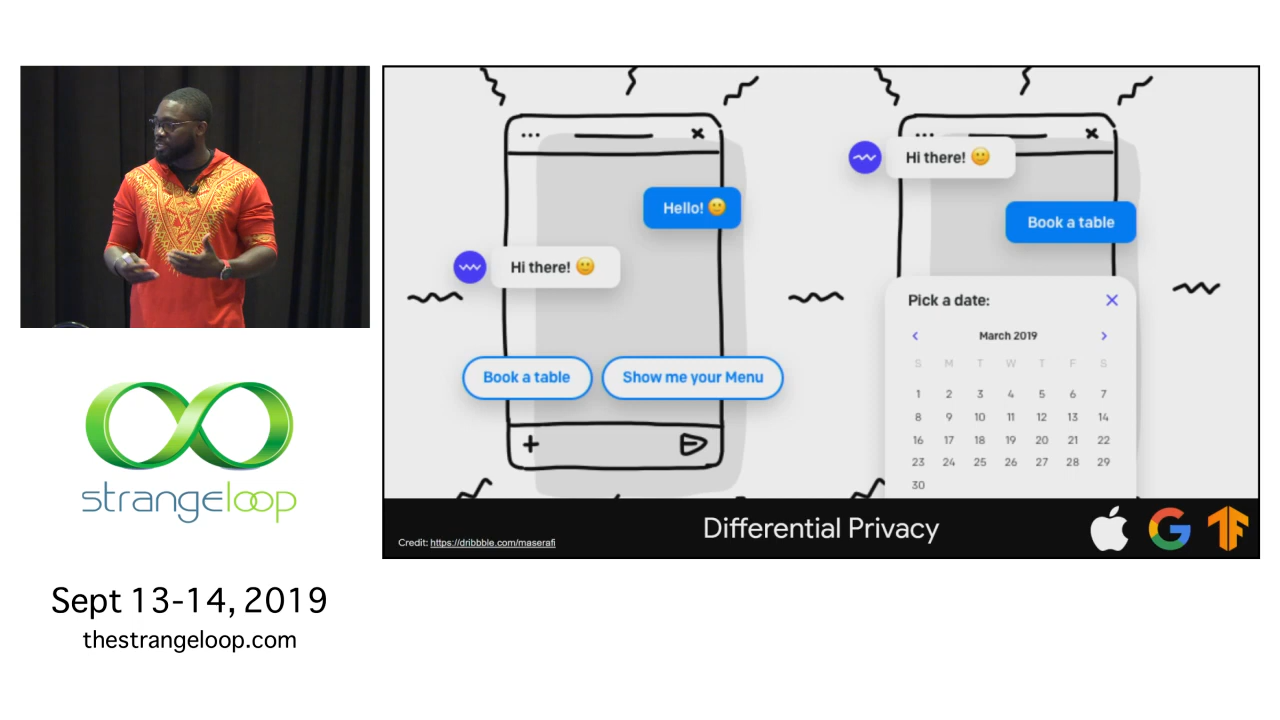 Hello! 🙂
Hi there! 🙂
Book a table
Show me your Menu
Hi there! 🙂
Book a table
Pick a date:
March 2019
S M T W T F S
1 2 3 4 5 6 7
8 9 10 11 12 13 14
16 17 18 19 20 21 22
23 24 25 26 27 28 29
30
Credit: https://dribbble.com/maserafi
Differential Privacy
strangeloop
Sept 13-14, 2019
thestrangeloop.com